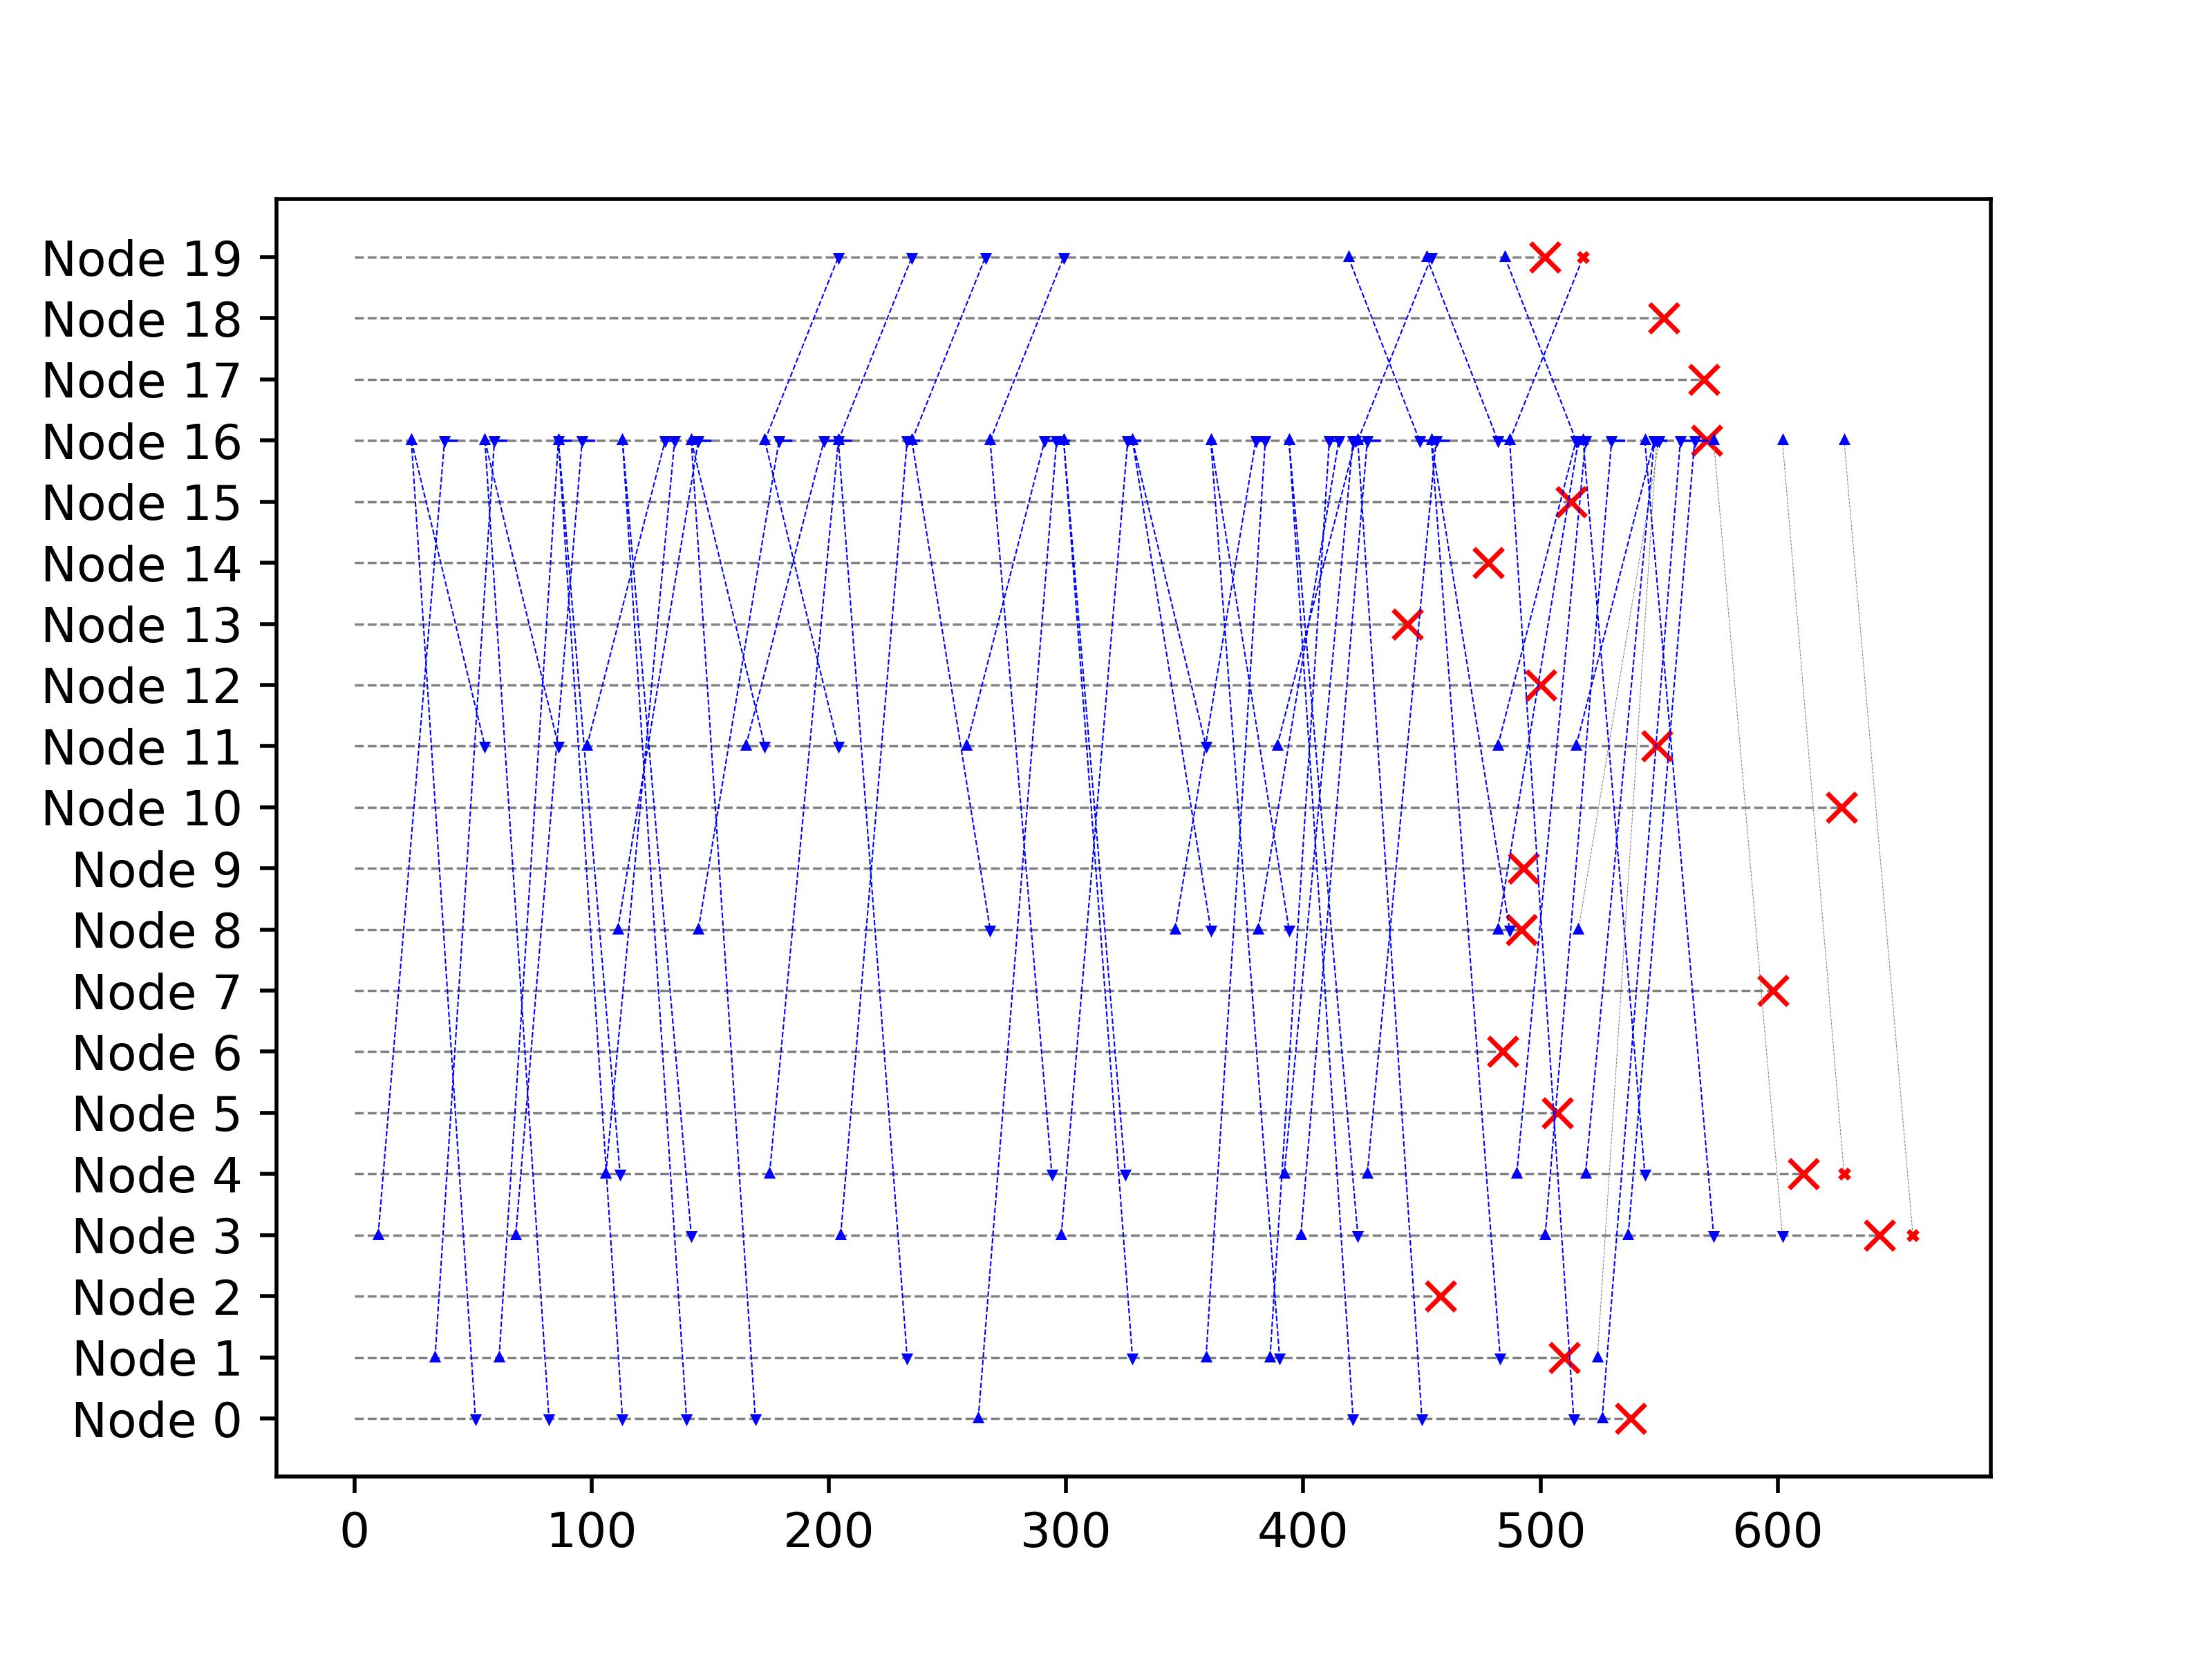 Node 19
Node 18
Node 17
Node 16
Node 15
Node 14
Node 13
Node 12
Node 11
Node 10
Node 9
Node 8
Node 7
Node 6
Node 5
Node 4
Node 3
Node 2
Node 1
Node 0
0 100 200 300 400 500 600